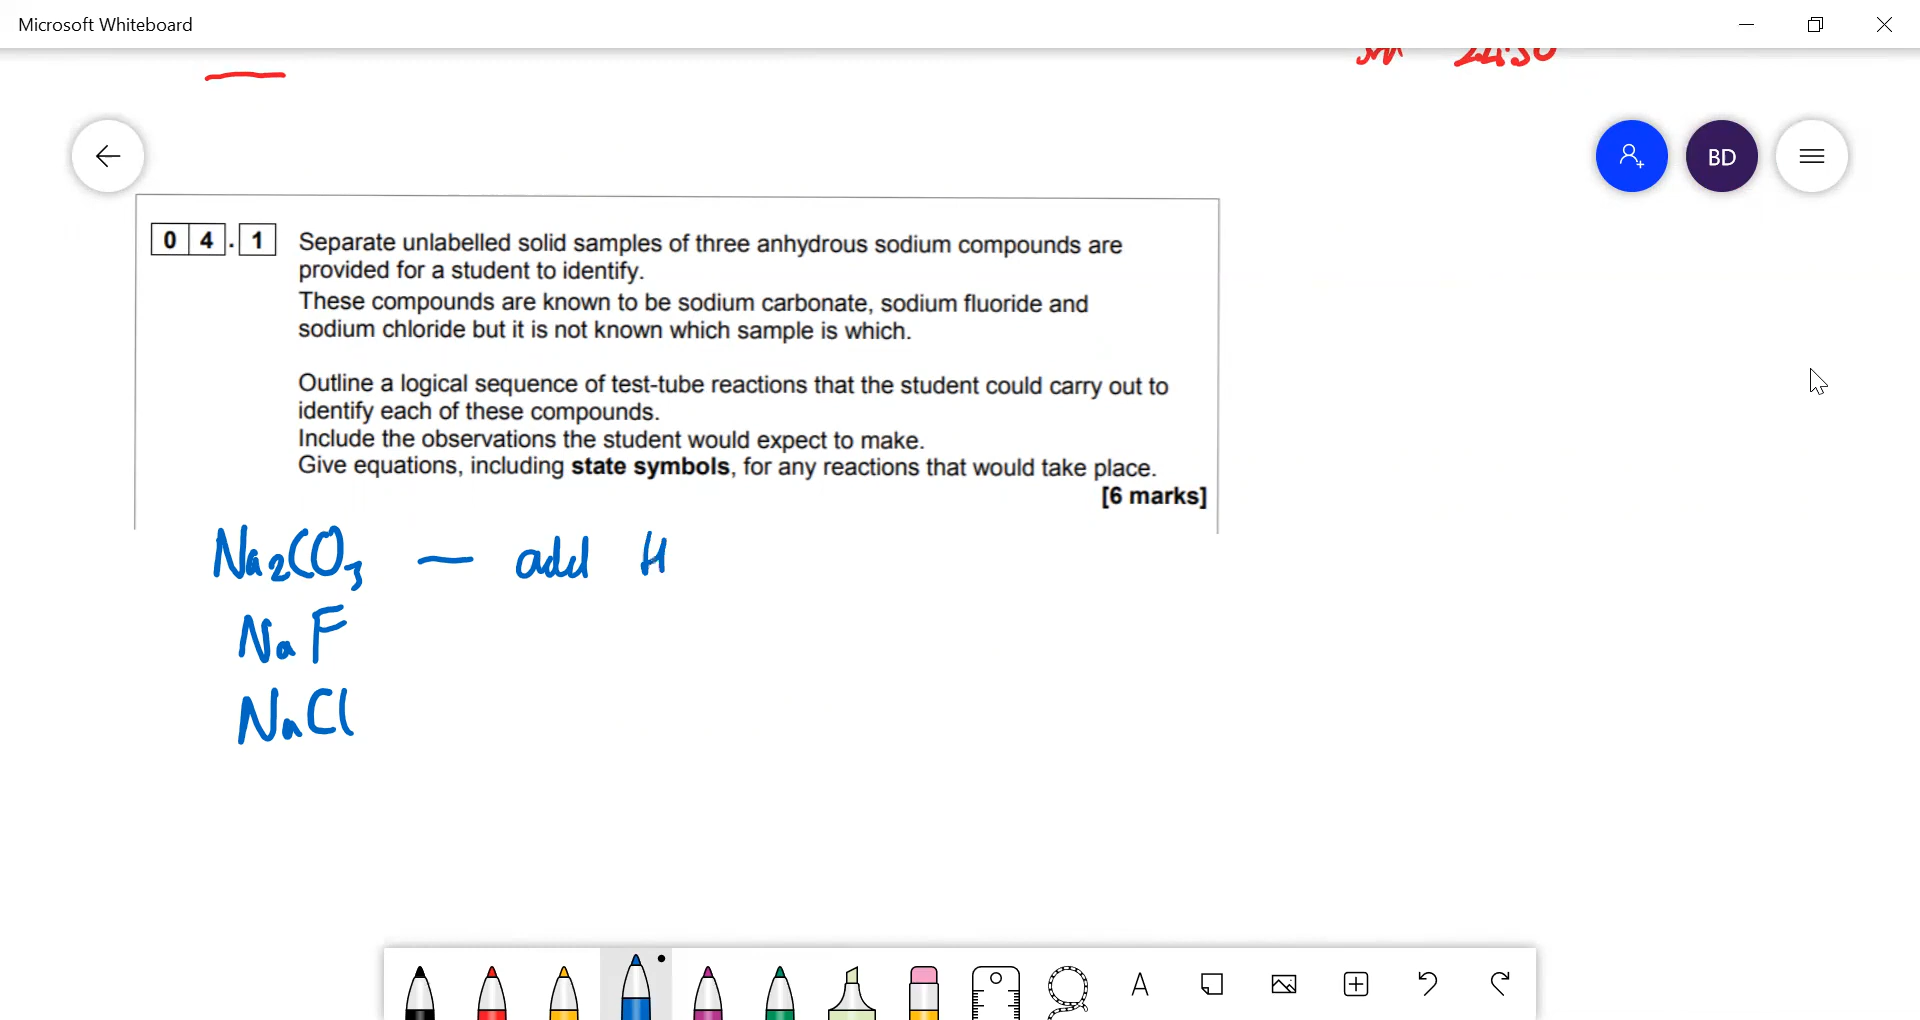 Microsoft Whiteboard
BD
04.1 Separate unlabelled solid samples of three anhydrous sodium compounds are
provided for a student to identify.
These compounds are known to be sodium carbonate, sodium fluoride and
sodium chloride but it is not known which sample is which.
Outline a logical sequence of test-tube reactions that the student could carry out to
identify each of these compounds.
Include the observations the student would expect to make.
Give equations, including state symbols, for any reactions that would take place.
[6 marks]
Na₂CO₃ — add H
NaF
NaCl
A